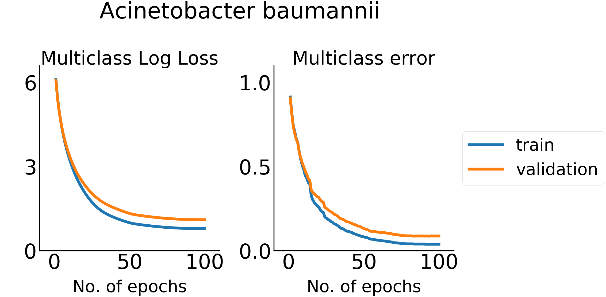 Acinetobacter baumannii
Multiclass Log Loss
6
3
0
0 50 100
No. of epochs
Multiclass error
1.0
0.5
0.0
0 50 100
No. of epochs
train
validation